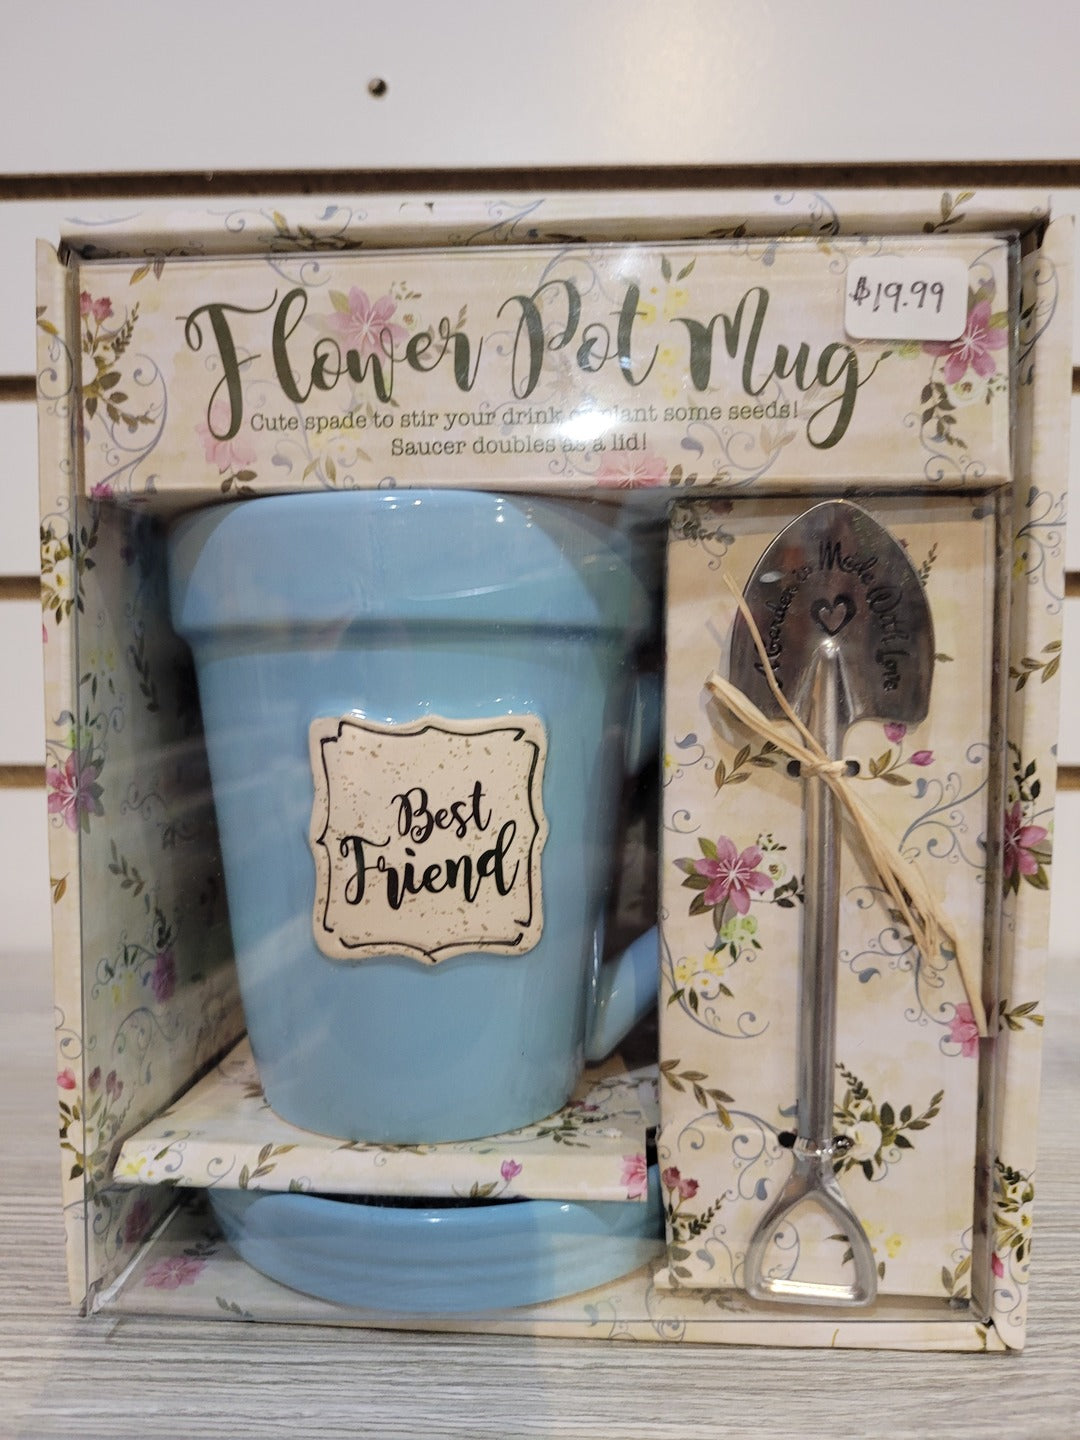 $19.99
Flower Pot Mug
Cute spade to stir your drink or plant some seeds!
Saucer doubles as a lid!
A Garden is Made With Love
Best
Friend